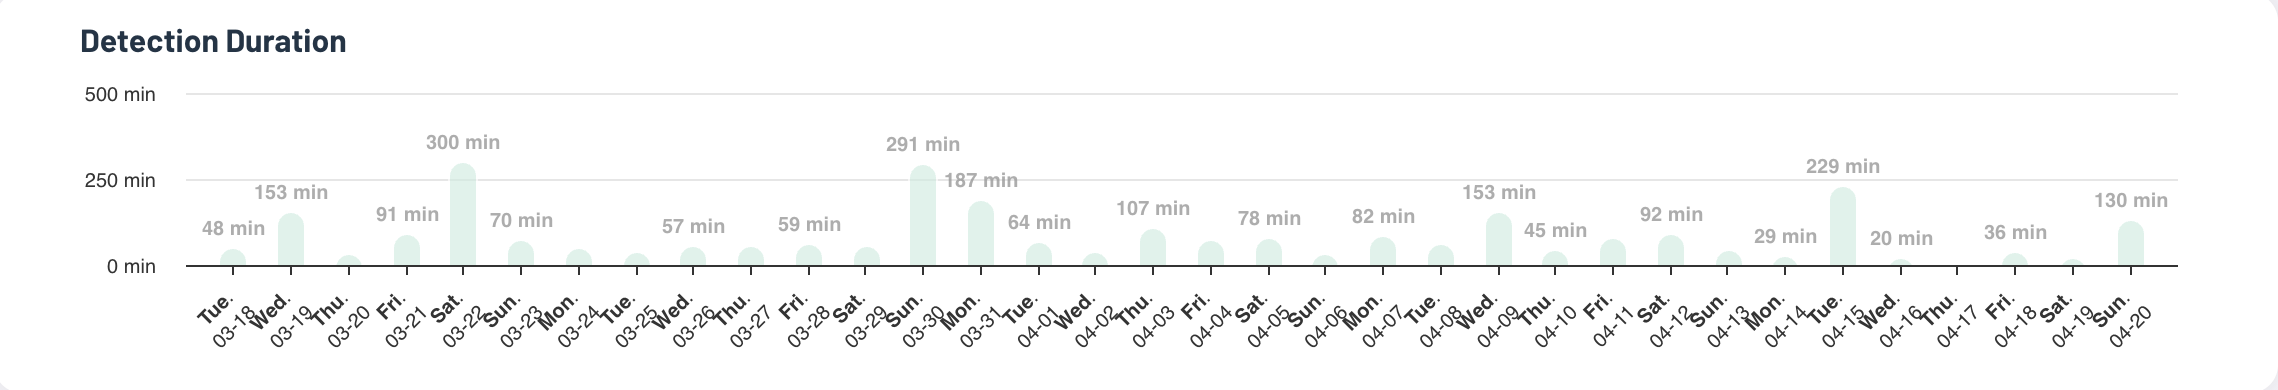 Detection Duration
500 min
250 min
0 min
48 min
153 min
91 min
300 min
70 min
57 min
59 min
291 min
187 min
64 min
107 min
78 min
82 min
153 min
45 min
92 min
29 min
229 min
20 min
36 min
130 min
Tue.
03-18
Wed.
03-19
Thu.
03-20
Fri.
03-21
Sat.
03-22
Sun.
03-23
Mon.
03-24
Tue.
03-25
Wed.
03-26
Thu.
03-27
Fri.
03-28
Sat.
03-29
Sun.
03-30
Mon.
03-31
Tue.
04-01
Wed.
04-02
Thu.
04-03
Fri.
04-04
Sat.
04-05
Sun.
04-06
Mon.
04-07
Tue.
04-08
Wed.
04-09
Thu.
04-10
Fri.
04-11
Sat.
04-12
Sun.
04-13
Mon.
04-14
Tue.
04-15
Wed.
04-16
Thu.
04-17
Fri.
04-18
Sat.
04-19
Sun.
04-20